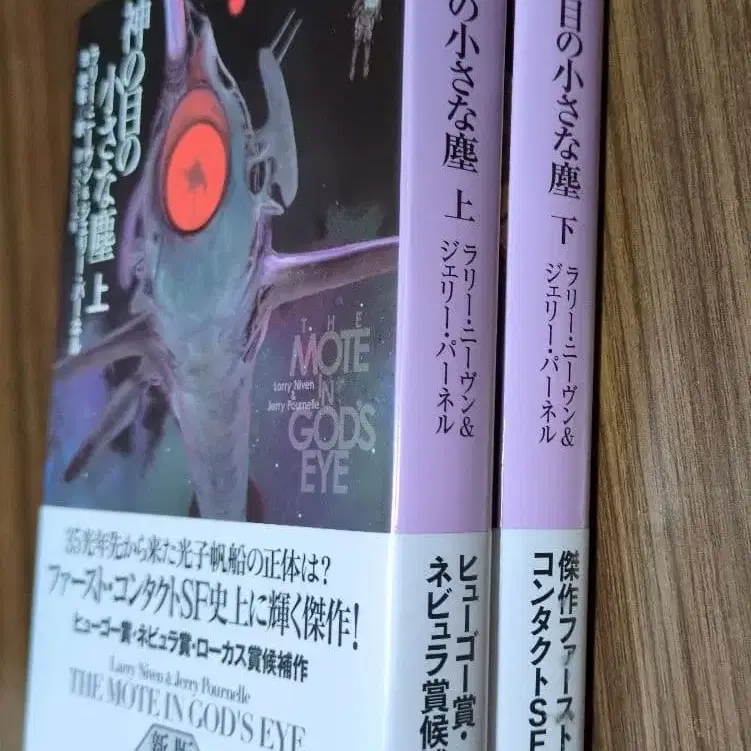 神の目の
小さな塵 上
THE
MOTE
IN
GOD'S
EYE
Larry Niven
&
Jerry Pournelle
35光年先から来た光子帆船の正体は?
ファースト・コンタクトSF史上に輝く傑作!
ヒューゴー賞・ネビュラ賞・ローカス賞候補作
Larry Niven & Jerry Pournelle
THE MOTE IN GOD'S EYE
新版
の小さな塵 上
ラリー・ニーヴン&
ジェリー・パーネル
ヒューゴー賞・
ネビュラ賞候
目の小さな塵 下
ラリー・ニーヴン&
ジェリー・パーネル
傑作ファースト
コンタクトSF